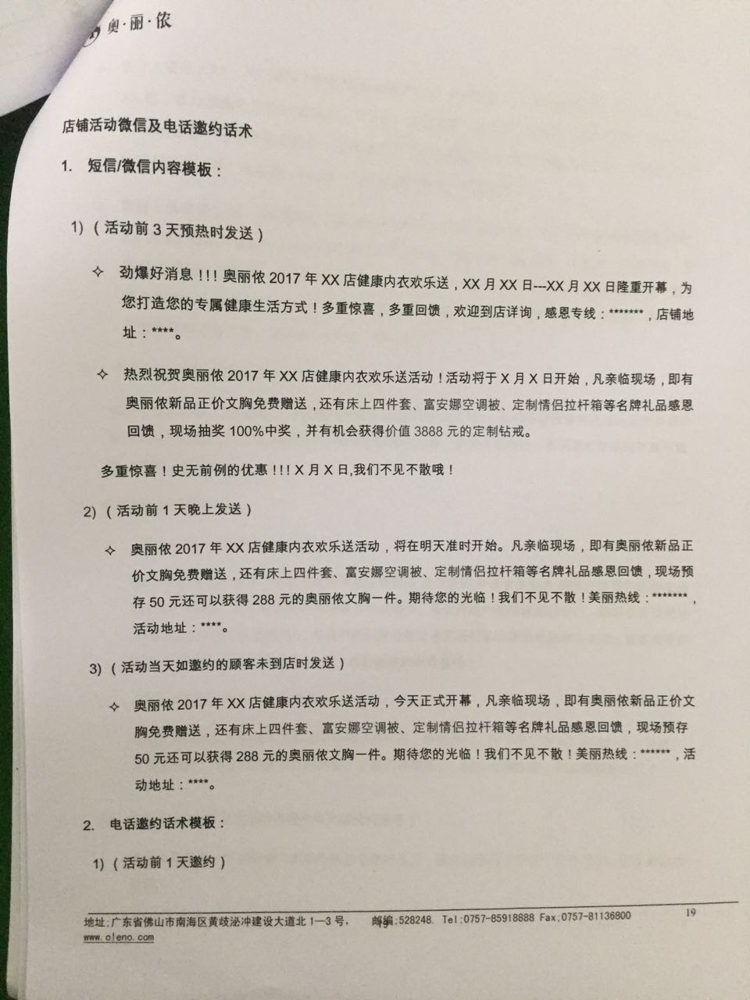 奥·丽·侬
店铺活动微信及电话邀约话术
1. 短信/微信内容模板：
1)（活动前 3 天预热时发送）
✧ 劲爆好消息！！！奥丽侬 2017 年 XX 店健康内衣欢乐送，XX 月 XX 日---XX 月 XX 日隆重开幕，为
您打造您的专属健康生活方式！多重惊喜，多重回馈，欢迎到店详询，感恩专线：*******，店铺地
址：****。
✧ 热烈祝贺奥丽侬 2017 年 XX 店健康内衣欢乐送活动！活动将于 X 月 X 日开始，凡亲临现场，即有
奥丽侬新品正价文胸免费赠送，还有床上四件套、富安娜空调被、定制情侣拉杆箱等名牌礼品感恩
回馈，现场抽奖 100%中奖，并有机会获得价值 3888 元的定制钻戒。
多重惊喜！史无前例的优惠！！！X 月 X 日,我们不见不散哦！
2)（活动前 1 天晚上发送）
✧ 奥丽侬 2017 年 XX 店健康内衣欢乐送活动，将在明天准时开始。凡亲临现场，即有奥丽侬新品正
价文胸免费赠送，还有床上四件套、富安娜空调被、定制情侣拉杆箱等名牌礼品感恩回馈，现场预
存 50 元还可以获得 288 元的奥丽侬文胸一件。期待您的光临！我们不见不散！美丽热线：*******，
活动地址：****。
3)（活动当天如邀约的顾客未到店时发送）
✧ 奥丽侬 2017 年 XX 店健康内衣欢乐送活动，今天正式开幕，凡亲临现场，即有奥丽侬新品正价文
胸免费赠送，还有床上四件套、富安娜空调被、定制情侣拉杆箱等名牌礼品感恩回馈，现场预存
50 元还可以获得 288 元的奥丽侬文胸一件。期待您的光临！我们不见不散！美丽热线：******，活
动地址：****。
2. 电话邀约话术模板：
1)（活动前 1 天邀约）
19
地址;广东省佛山市南海区黄歧泌冲建设大道北 1—3 号， 邮编;528248. Tel;0757-85918888 Fax;0757-81136800
19
www.oleno.com